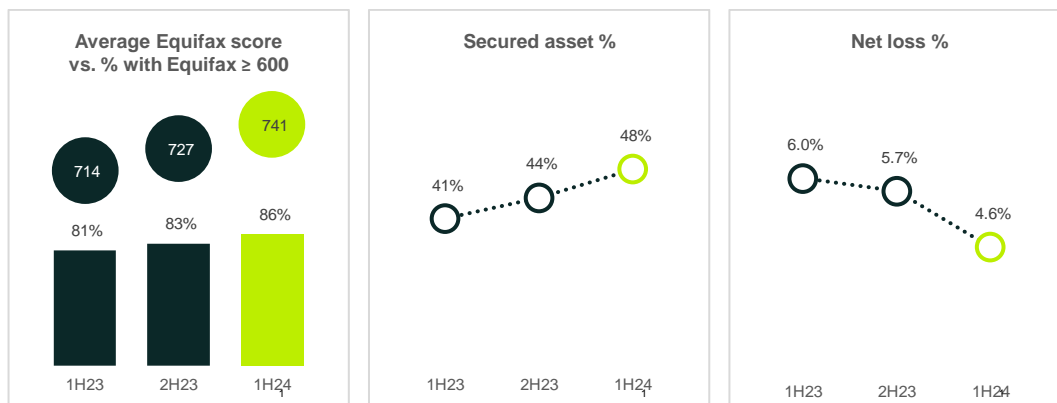 Average Equifax score
vs. % with Equifax ≥ 600
741
727
714
86%
83%
81%
1H23
2H23
1H24
1
Secured asset %
48%
44%
41%
1H23
2H23
1H24
1
Net loss %
6.0%
5.7%
4.6%
1H23
2H23
1H24